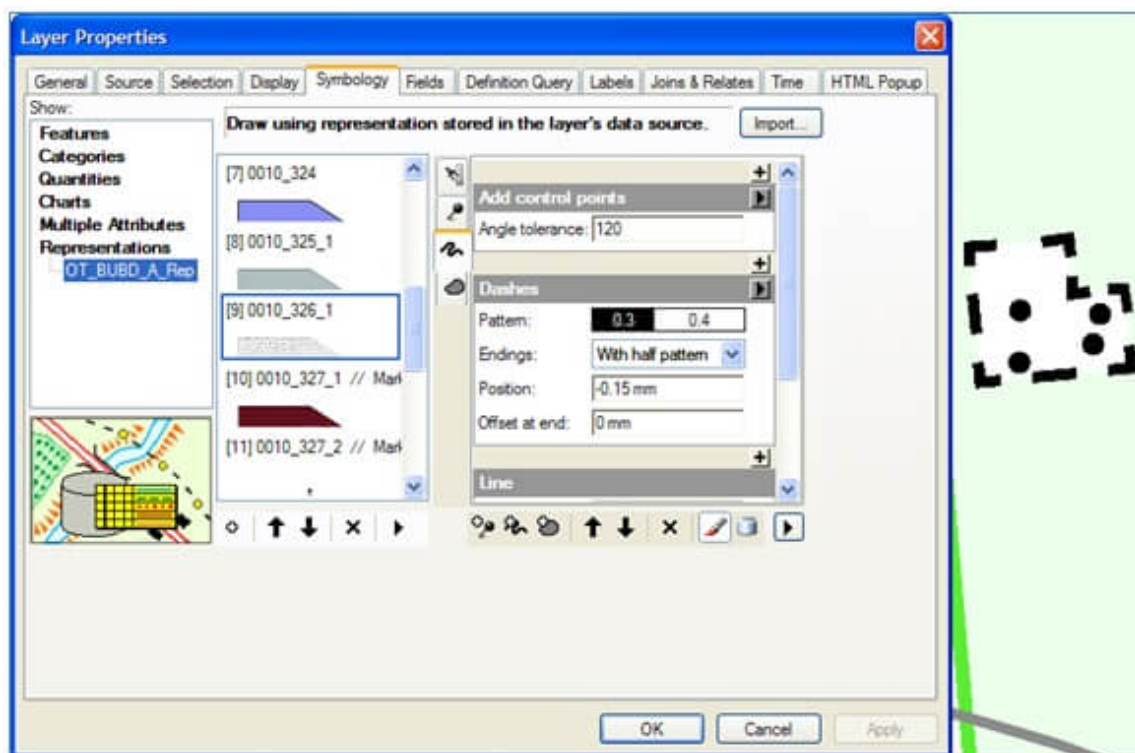 Layer Properties
General Source Selection Display Symbology Fields Definition Query Labels Joins & Relates Time HTML Popup
Show:
Features
Categories
Quantities
Charts
Multiple Attributes
Representations
OT_BUBD_A_Rep
Draw using representation stored in the layer's data source.
Import...
[7] 0010_324
[8] 0010_325_1
[9] 0010_326_1
[10] 0010_327_1 // Mark
[11] 0010_327_2 // Mark
Add control points
Angle tolerance: 120
Dashes
Pattern: 0.3 0.4
Endings: With half pattern
Position: -0.15 mm
Offset at end: 0 mm
Line
OK Cancel Apply